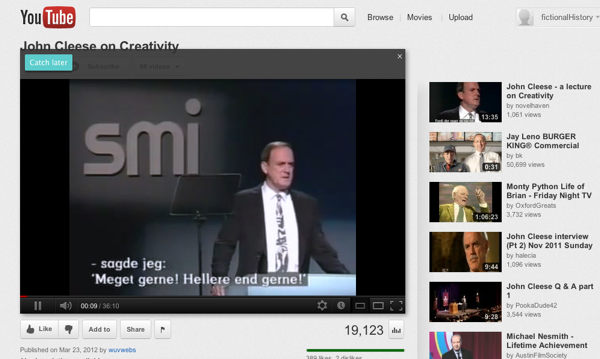 YouTube
Browse
Movies
Upload
fictionalHistory
John Cleese on Creativity
Catch later
smi
- sagde jeg:
'Meget gerne! Hellere end gerne!'
00:09 / 36:10
Like
Add to
Share
19,123
Published on Mar 23, 2012 by wuvwebs
389 likes, 2 dislikes
13:35
John Cleese - a lecture
on Creativity
by novelhaven
1,061 views
0:31
Jay Leno BURGER
KING® Commercial
by bk
50,699 views
1:06:23
Monty Python Life of
Brian - Friday Night TV
by OxfordGreats
3,732 views
9:44
John Cleese interview
(Pt 2) Nov 2011 Sunday
by halecia
1,096 views
9:28
John Cleese Q & A part
1
by PookaDude42
3,544 views
Michael Nesmith -
Lifetime Achievement
by AustinFilmSociety